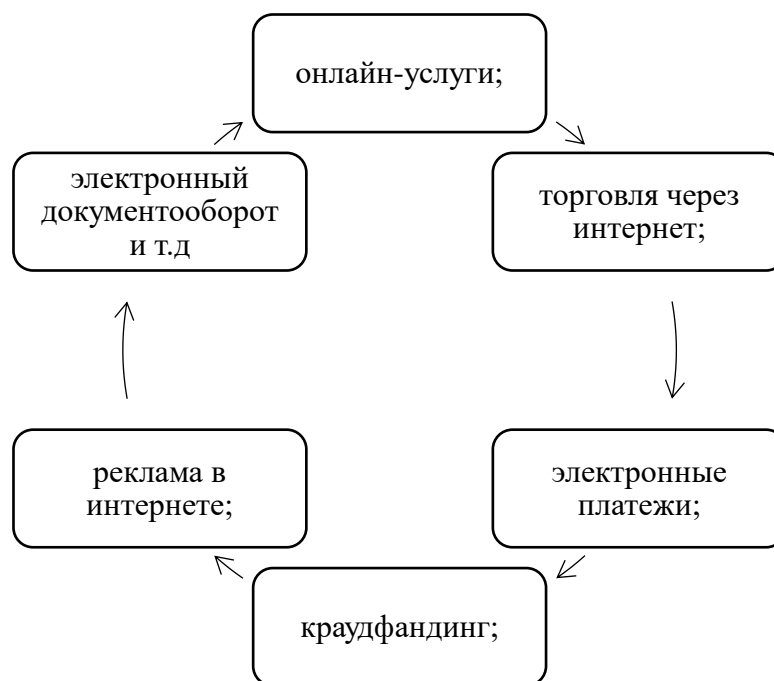 онлайн-услуги;
торговля через
интернет;
электронные
платежи;
краудфандинг;
реклама в
интернете;
электронный
документооборот
и т.д